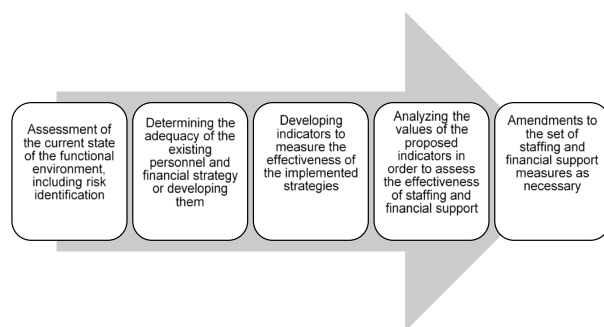 Assessment of
the current state
of the functional
environment,
including risk
identification
Determining the
adequacy of the
existing
personnel and
financial strategy
or developing
them
Developing
indicators to
measure the
effectiveness of
the implemented
strategies
Analyzing the
values of the
proposed
indicators in
order to assess
the effectiveness
of staffing and
financial support
Amendments to
the set of
staffing and
financial support
measures as
necessary